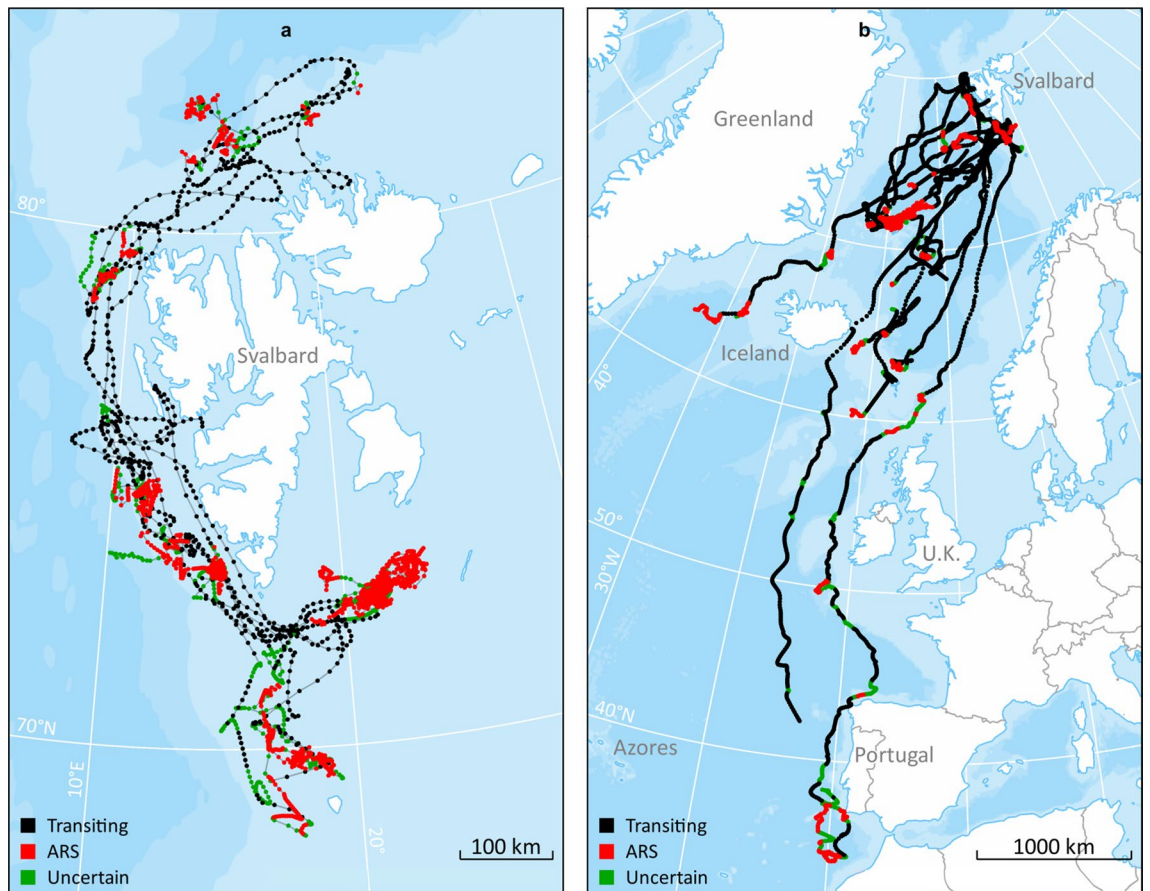 a
80°
Svalbard
70°N
10°E
20°
Transiting
ARS
Uncertain
100 km
b
Svalbard
Greenland
Iceland
40°
50°
30°W
U.K.
40°N
Azores
Portugal
Transiting
ARS
Uncertain
1000 km